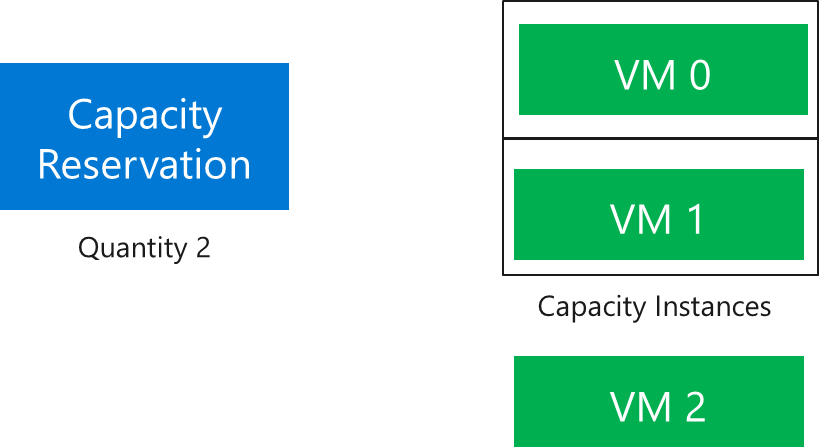 Capacity
Reservation
Quantity 2
VM 0
VM 1
Capacity Instances
VM 2